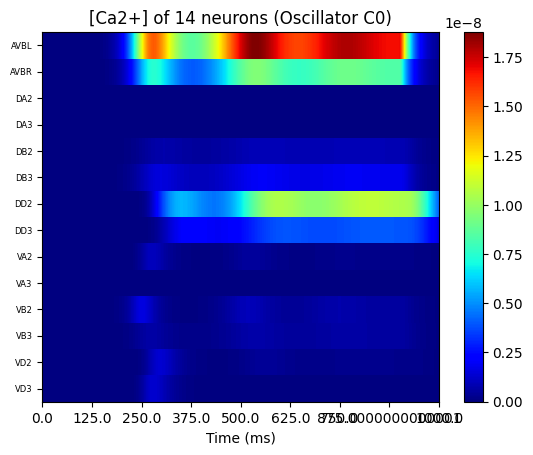 [Ca2+] of 14 neurons (Oscillator C0)
1e−8
AVBL
AVBR
DA2
DA3
DB2
DB3
DD2
DD3
VA2
VA3
VB2
VB3
VD2
VD3
0.0 125.0 250.0 375.0 500.0 625.0
Time (ms)
1.75
1.50
1.25
1.00
0.75
0.50
0.25
0.00